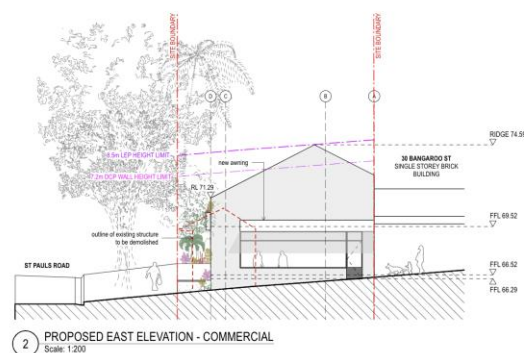 SITE BOUNDARY
SITE BOUNDARY
D
C
B
A
RIDGE 74.59
8.5m LEP HEIGHT LIMIT
new awning
30 BANGAROO ST
SINGLE STOREY BRICK
BUILDING
7.2m DCP WALL HEIGHT LIMIT
RL 71.29
FFL 69.52
outline of existing structure
to be demolished
ST PAULS ROAD
FFL 66.52
FFL 66.29
2
PROPOSED EAST ELEVATION - COMMERCIAL
Scale: 1:200